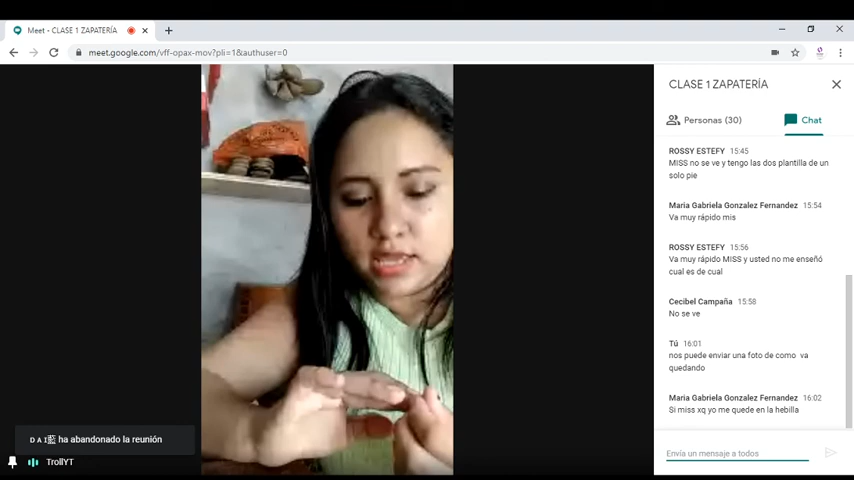 Meet - CLASE 1 ZAPATERÍA
meet.google.com/vff-opax-mov?pli=1&authuser=0
CLASE 1 ZAPATERÍA
Personas (30)
Chat
ROSSY ESTEFY 15:45
MISS no se ve y tengo las dos plantilla de un
solo pie
Maria Gabriela Gonzalez Fernandez 15:54
Va muy rápido mis
ROSSY ESTEFY 15:56
Va muy rápido MISS y usted no me enseñó
cual es de cual
Cecibel Campaña 15:58
No se ve
Tú 16:01
nos puede enviar una foto de como va
quedando
Maria Gabriela Gonzalez Fernandez 16:02
Si miss xq yo me quede en la hebilla
Envía un mensaje a todos
ha abandonado la reunión
TrollYT